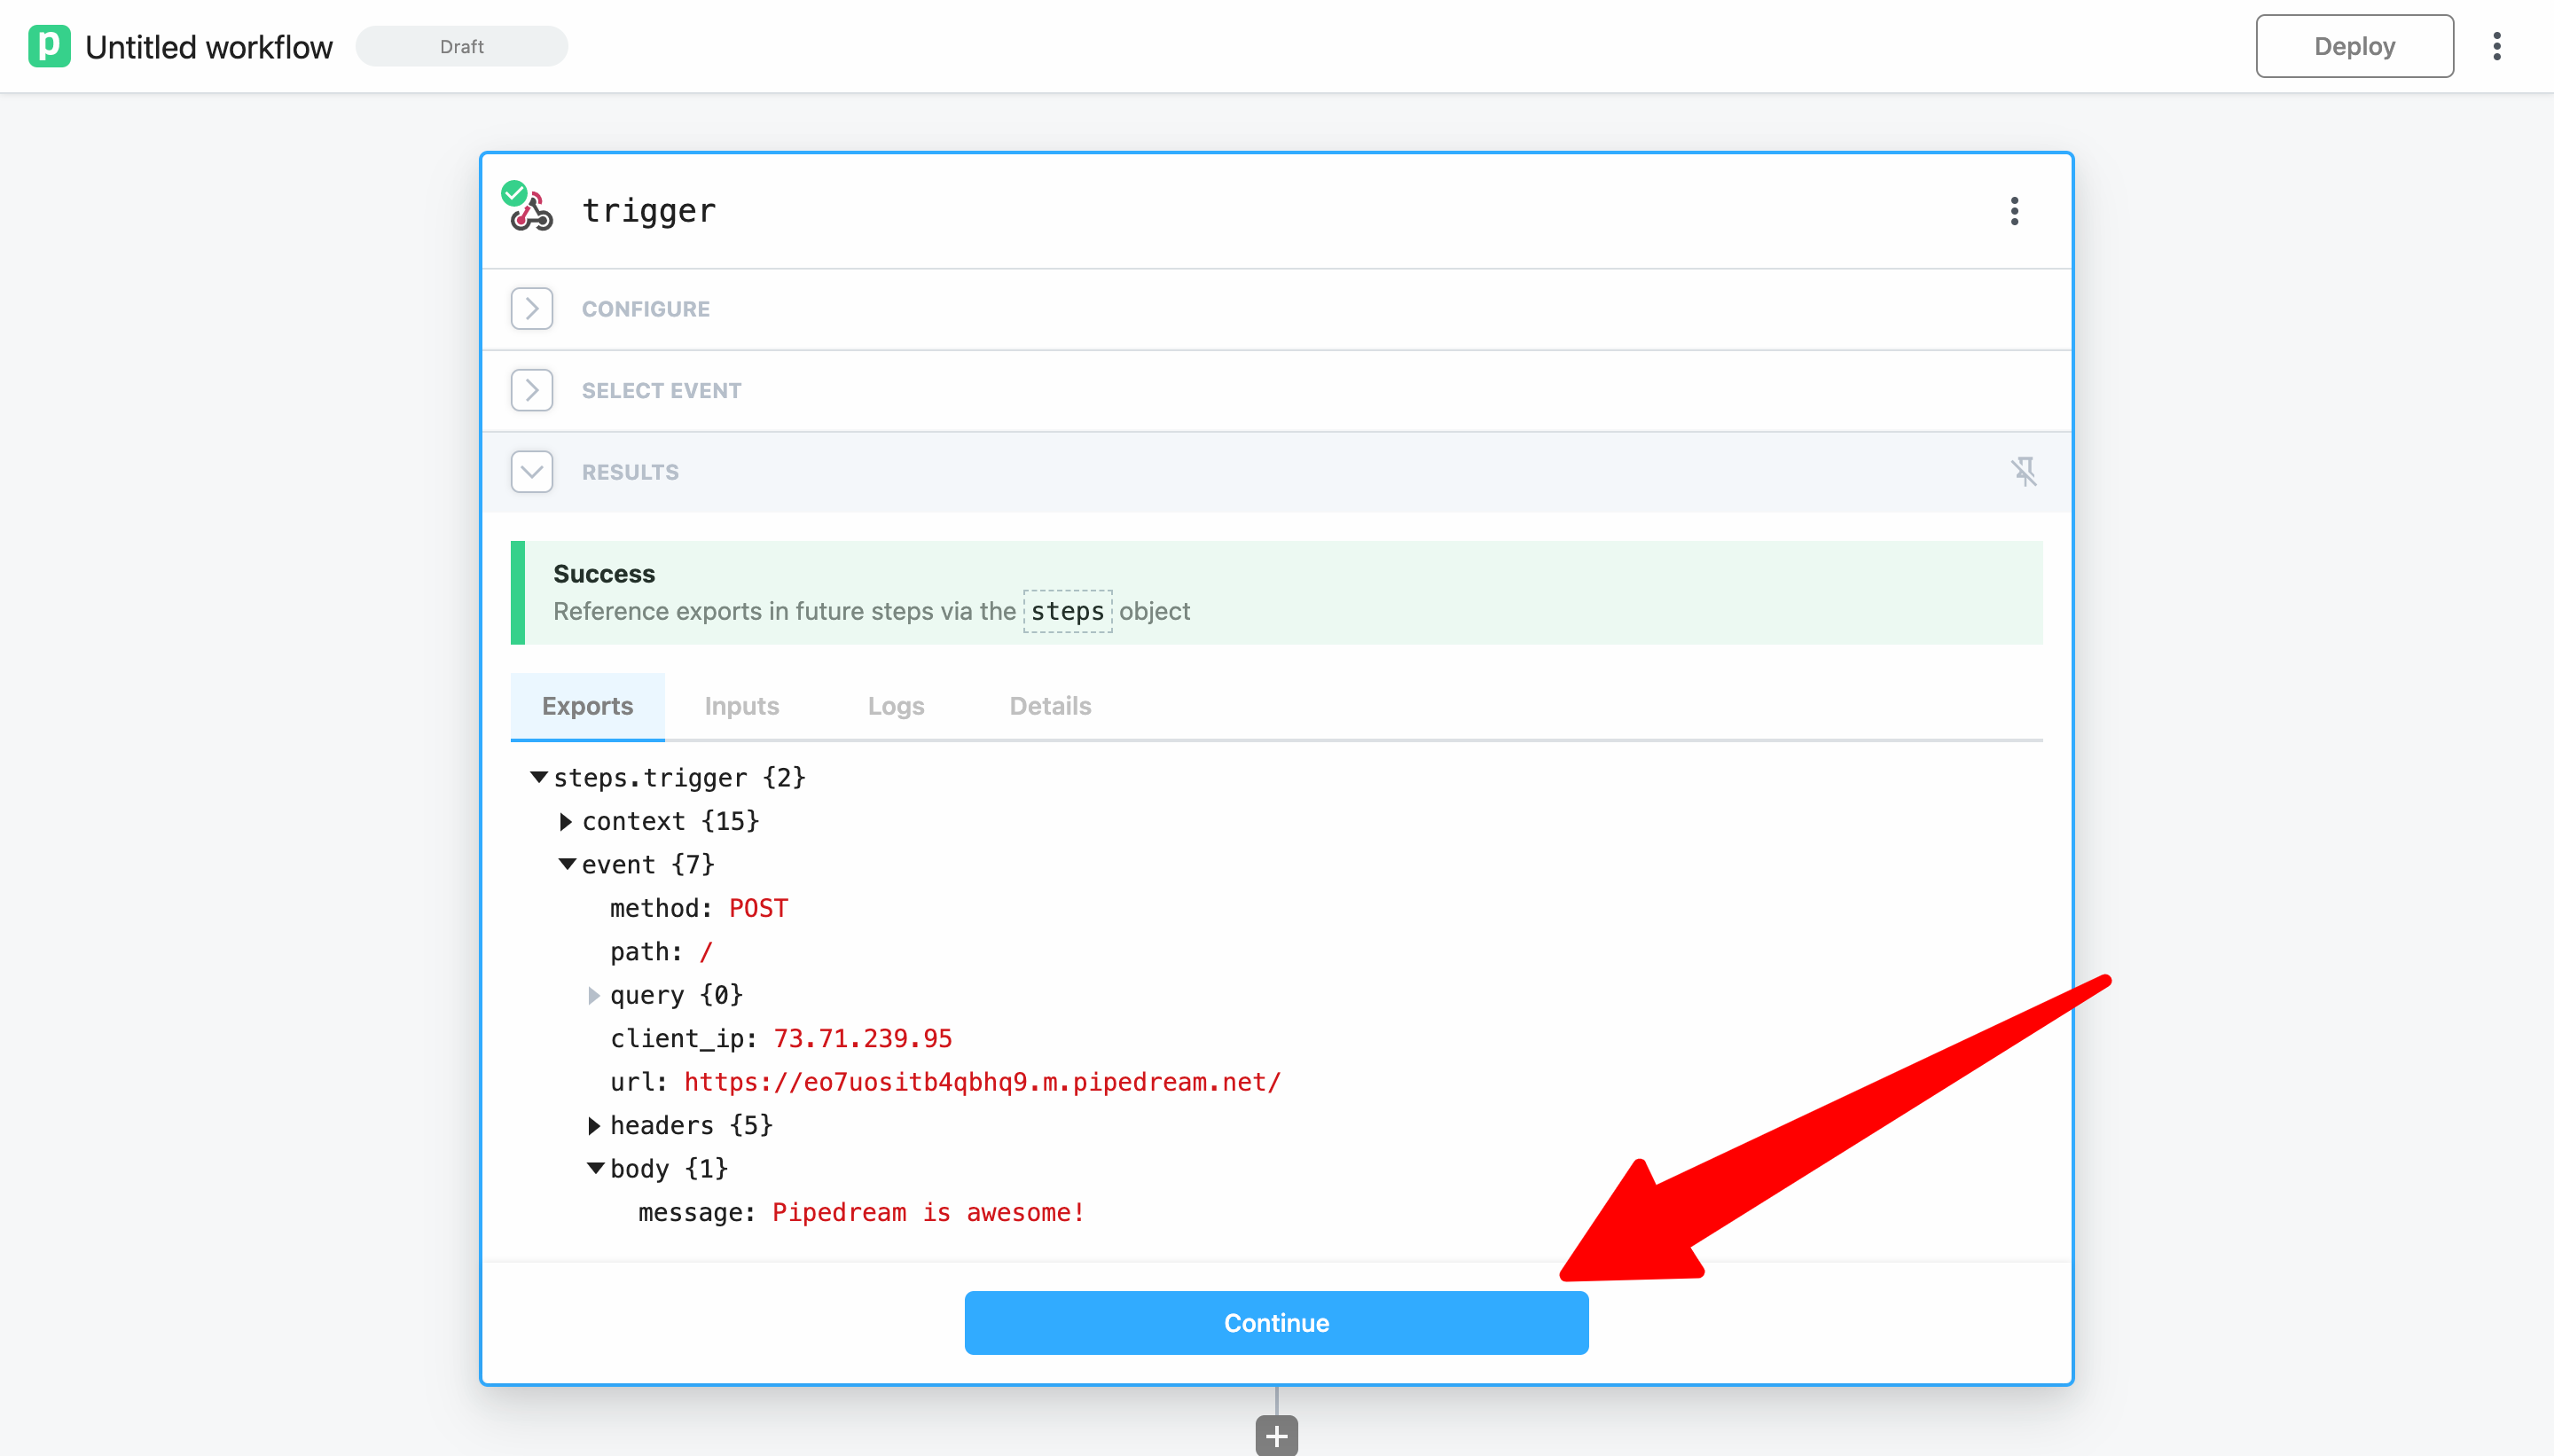 p Untitled workflow Draft Deploy
trigger
CONFIGURE
SELECT EVENT
RESULTS
Success
Reference exports in future steps via the steps object
Exports Inputs Logs Details
steps.trigger {2}
context {15}
event {7}
method: POST
path: /
query {0}
client_ip: 73.71.239.95
url: https://eo7uositb4qbhq9.m.pipedream.net/
headers {5}
body {1}
message: Pipedream is awesome!
Continue